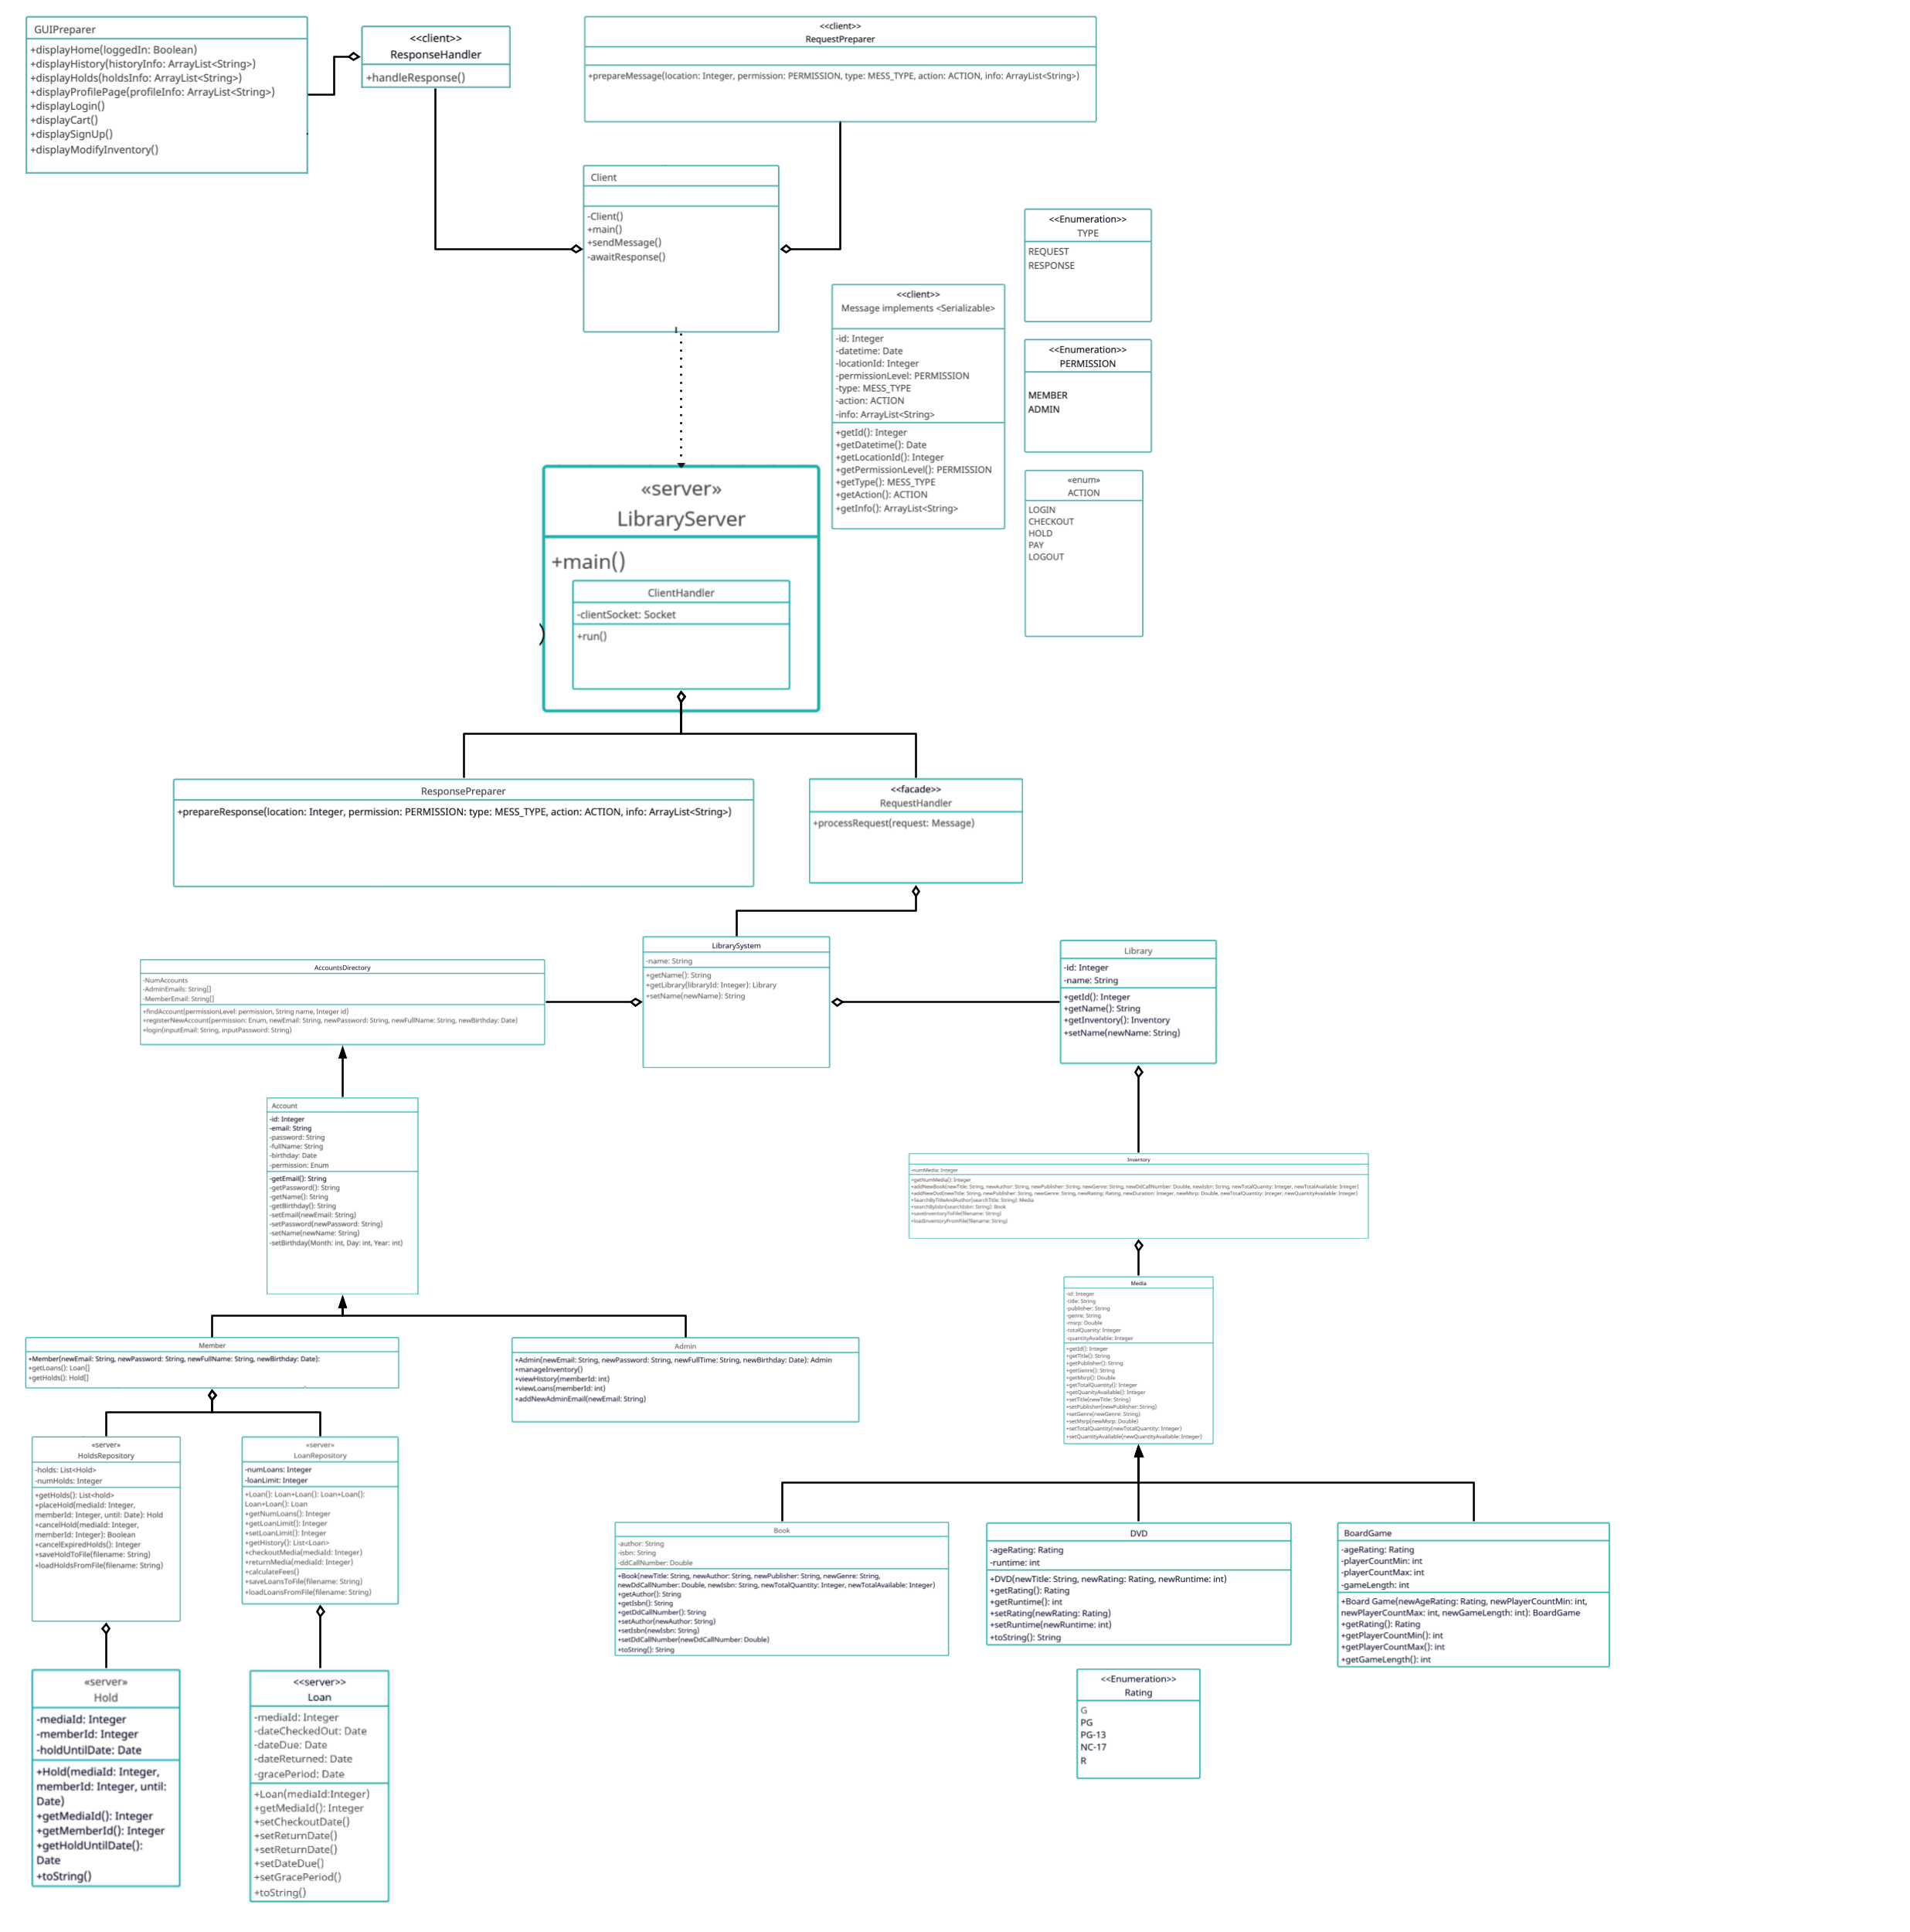 GUIPreparer
+displayHome(loggedIn: Boolean)
+displayHistory(historyInfo: ArrayList<String>)
+displayHolds(holdsInfo: ArrayList<String>)
+displayProfilePage(profileInfo: ArrayList<String>)
+displayLogin()
+displayCart()
+displaySignUp()
+displayModifyInventory()
<<client>>
ResponseHandler
+handleResponse()
<<client>>
RequestPreparer
+prepareMessage(location: Integer, permission: PERMISSION, type: MESS_TYPE, action: ACTION, info: ArrayList<String>)
Client
-Client()
+main()
+sendMessage()
-awaitResponse()
<<Enumeration>>
TYPE
REQUEST
RESPONSE
<<client>>
Message implements <Serializable>
-id: Integer
-datetime: Date
-locationId: Integer
-permissionLevel: PERMISSION
-type: MESS_TYPE
-action: ACTION
-info: ArrayList<String>
+getId(): Integer
+getDatetime(): Date
+getLocationId(): Integer
+getPermissionLevel(): PERMISSION
+getType(): MESS_TYPE
+getAction(): ACTION
+getInfo(): ArrayList<String>
<<Enumeration>>
PERMISSION
MEMBER
ADMIN
«enum»
ACTION
LOGIN
CHECKOUT
HOLD
PAY
LOGOUT
«server»
LibraryServer
+main()
ClientHandler
-clientSocket: Socket
+run()
ResponsePreparer
+prepareResponse(location: Integer, permission: PERMISSION: type: MESS_TYPE, action: ACTION, info: ArrayList<String>)
<<facade>>
RequestHandler
+processRequest(request: Message)
AccountsDirectory
-NumAccounts
-AdminEmails: String[]
-MemberEmail: String[]
+findAccount(permissionLevel: permission, String name, Integer id)
+registerNewAccount(permission: Enum, newEmail: String, newPassword: String, newFullName: String, newBirthday: Date)
+login(inputEmail: String, inputPassword: String)
LibrarySystem
-name: String
+getName(): String
+getLibrary(libraryId: Integer): Library
+setName(newName): String
Library
-id: Integer
-name: String
+getId(): Integer
+getName(): String
+getInventory(): Inventory
+setName(newName: String)
Account
-id: Integer
-email: String
-password: String
-fullName: String
-birthday: Date
-permission: Enum
-getEmail(): String
-getPassword(): String
-getName(): String
-getBirthday(): String
-setEmail(newEmail: String)
-setPassword(newPassword: String)
-setName(newName: String)
-setBirthday(Month: int, Day: int, Year: int)
Inventory
-numMedia: Integer
+getNumMedia(): Integer
+addNewBook(newTitle: String, newAuthor: String, newPublisher: String, newGenre: String, newDdCallNumber: Double, newIsbn: String, newTotalQuanity: Integer, newTotalAvailable: Integer)
+addNewDvd(newTitle: String, newPublisher: String, newGenre: String, newRating: Rating, newDuration: Integer, newMsrp: Double, newTotalQuantity: Integer, newQuantityAvailable: Integer)
+SearchByTitleAndAuthor(searchTitle: String): Media
+searchByIsbn(searchIsbn: String): Book
+saveInventoryToFile(filename: String)
+loadInventoryFromFile(filename: String)
Media
-id: Integer
-title: String
-publisher: String
-genre: String
-msrp: Double
-totalQuanity: Integer
-quantityAvailable: Integer
+getId(): Integer
+getTitle(): String
+getPublisher(): String
+getGenre(): String
+getMsrp(): Double
+getTotalQuantity(): Integer
+getQuanityAvailable(): Integer
+setTitle(newTitle: String)
+setPublisher(newPublisher: String)
+setGenre(newGenre: String)
+setMsrp(newMsrp: Double)
+setTotalQuantity(newTotalQuantity: Integer)
+setQuantityAvailable(newQuantityAvailable: Integer)
Member
+Member(newEmail: String, newPassword: String, newFullName: String, newBirthday: Date):
+getLoans(): Loan[]
+getHolds(): Hold[]
Admin
+Admin(newEmail: String, newPassword: String, newFullTime: String, newBirthday: Date): Admin
+manageInventory()
+viewHistory(memberId: int)
+viewLoans(memberId: int)
+addNewAdminEmail(newEmail: String)
«server»
HoldsRepository
-holds: List<Hold>
-numHolds: Integer
+getHolds(): List<hold>
+placeHold(mediaId: Integer,
memberId: Integer, until: Date): Hold
+cancelHold(mediaId: Integer,
memberId: Integer): Boolean
+cancelExpiredHolds(): Integer
+saveHoldToFile(filename: String)
+loadHoldsFromFile(filename: String)
«server»
LoanRepository
-numLoans: Integer
-loanLimit: Integer
+Loan(): Loan+Loan(): Loan+Loan():
Loan+Loan(): Loan
+getNumLoans(): Integer
+getLoanLimit(): Integer
+setLoanLimit(): Integer
+getHistory(): List<Loan>
+checkoutMedia(mediaId: Integer)
+returnMedia(mediaId: Integer)
+calculateFees()
+saveLoansToFile(filename: String)
+loadLoansFromFile(filename: String)
Book
-author: String
-isbn: String
-ddCallNumber: Double
+Book(newTitle: String, newAuthor: String, newPublisher: String, newGenre: String,
newDdCallNumber: Double, newIsbn: String, newTotalQuantity: Integer, newTotalAvailable: Integer)
+getAuthor(): String
+getIsbn(): String
+getDdCallNumber(): String
+setAuthor(newAuthor: String)
+setIsbn(newIsbn: String)
+setDdCallNumber(newDdCallNumber: Double)
+toString(): String
DVD
-ageRating: Rating
-runtime: int
+DVD(newTitle: String, newRating: Rating, newRuntime: int)
+getRating(): Rating
+getRuntime(): int
+setRating(newRating: Rating)
+setRuntime(newRuntime: int)
+toString(): String
BoardGame
-ageRating: Rating
-playerCountMin: int
-playerCountMax: int
-gameLength: int
+Board Game(newAgeRating: Rating, newPlayerCountMin: int,
newPlayerCountMax: int, newGameLength: int): BoardGame
+getRating(): Rating
+getPlayerCountMin(): int
+getPlayerCountMax(): int
+getGameLength(): int
«server»
Hold
-mediaId: Integer
-memberId: Integer
-holdUntilDate: Date
+Hold(mediaId: Integer,
memberId: Integer, until:
Date)
+getMediaId(): Integer
+getMemberId(): Integer
+getHoldUntilDate():
Date
+toString()
<<server>>
Loan
-mediaId: Integer
-dateCheckedOut: Date
-dateDue: Date
-dateReturned: Date
-gracePeriod: Date
+Loan(mediaId:Integer)
+getMediaId(): Integer
+setCheckoutDate()
+setReturnDate()
+setReturnDate()
+setDateDue()
+setGracePeriod()
+toString()
<<Enumeration>>
Rating
G
PG
PG-13
NC-17
R